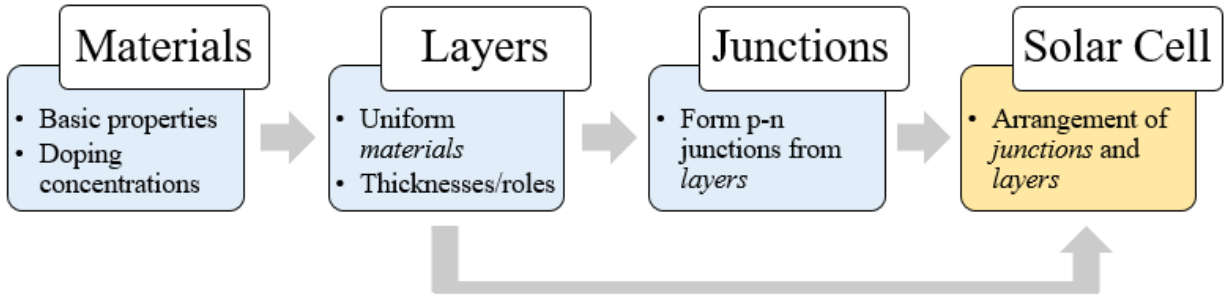 Materials
• Basic properties
• Doping
concentrations
Layers
• Uniform
materials
• Thicknesses/roles
Junctions
• Form p-n
junctions from
layers
Solar Cell
• Arrangement of
junctions and
layers